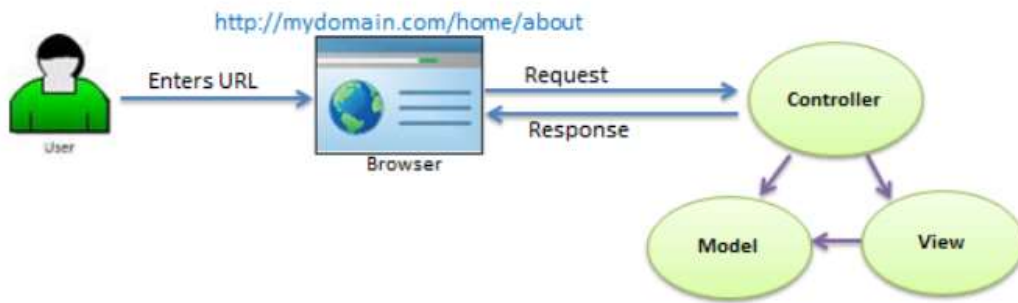 http://mydomain.com/home/about
Enters URL
Request
Response
Controller
User
Browser
Model
View